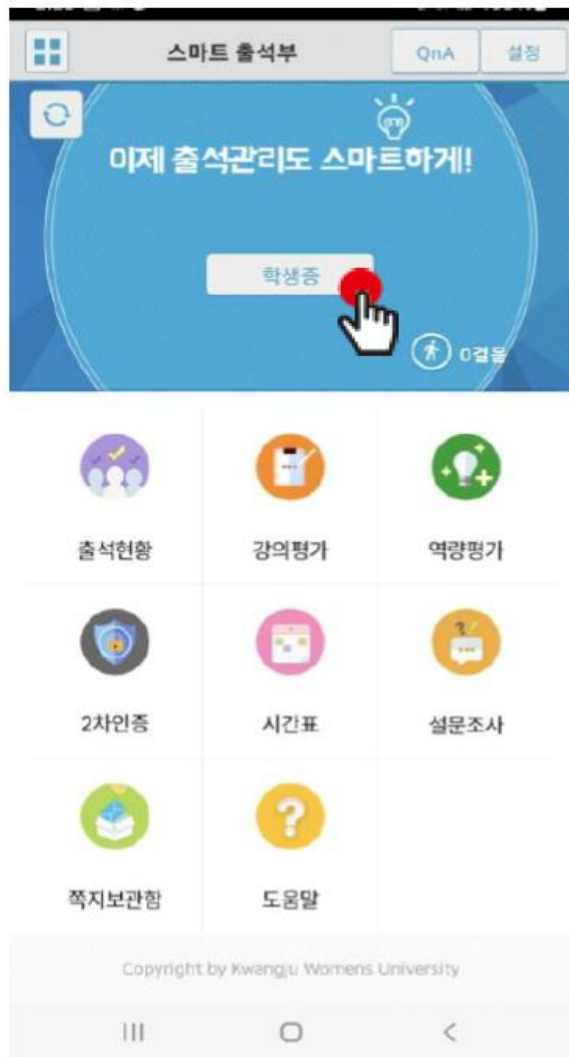 스마트 출석부
QnA
설정
이제 출석관리도 스마트하게!
학생증
0걸음
출석현황
강의평가
역량평가
2차인증
시간표
설문조사
쪽지보관함
도움말
Copyright by Kwangju Womens University